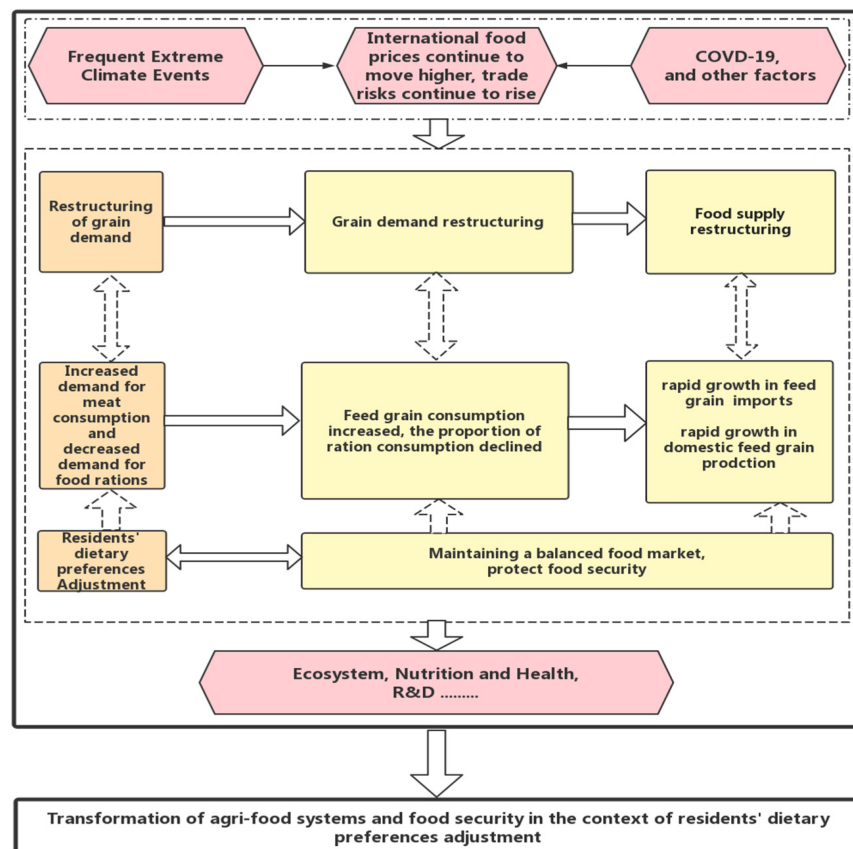 Frequent Extreme
Climate Events
International food
prices continue to
move higher, trade
risks continue to rise
COVD-19,
and other factors
Restructuring
of grain
demand
Grain demand restructuring
Food supply
restructuring
Increased
demand for
meat
consumption
and
decreased
demand for
food rations
Feed grain consumption
increased, the proportion of
ration consumption declined
rapid growth in feed
grain imports
rapid growth in
domestic feed grain
prodction
Residents'
dietary
preferences
Adjustment
Maintaining a balanced food market,
protect food security
Ecosystem, Nutrition and Health,
R&D .........
Transformation of agri-food systems and food security in the context of residents' dietary
preferences adjustment